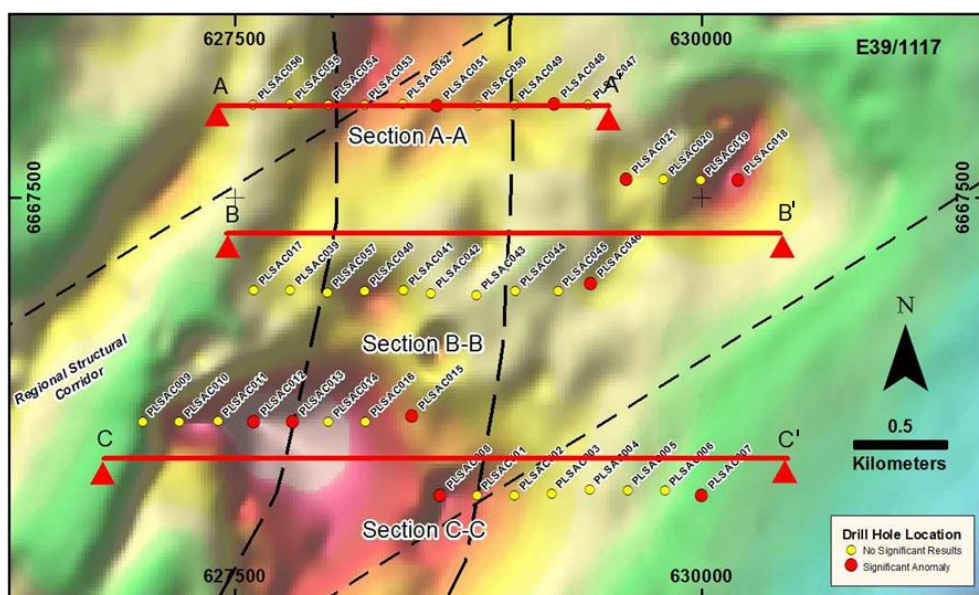 627500
630000
E39/1117
PLSAC056
PLSAC055
PLSAC054
PLSAC053
PLSAC052
PLSAC051
PLSAC050
PLSAC049
PLSAC048
PLSAC047
A
A'
Section A-A
PLSAC021
PLSAC020
PLSAC019
PLSAC018
6667500
6667500
B
B'
PLSAC017
PLSAC039
PLSAC057
PLSAC040
PLSAC041
PLSAC042
PLSAC043
PLSAC044
PLSAC045
PLSAC046
N
Section B-B
Regional Structural
Corridor
PLSAC009
PLSAC010
PLSAC011
PLSAC012
PLSAC013
PLSAC014
PLSAC016
PLSAC015
0.5
Kilometers
C
C'
PLSAC008
PLSAC001
PLSAC002
PLSAC003
PLSAC004
PLSAC005
PLSAC006
PLSAC007
Section C-C
Drill Hole Location
No Significant Results
Significant Anomaly
627500
630000